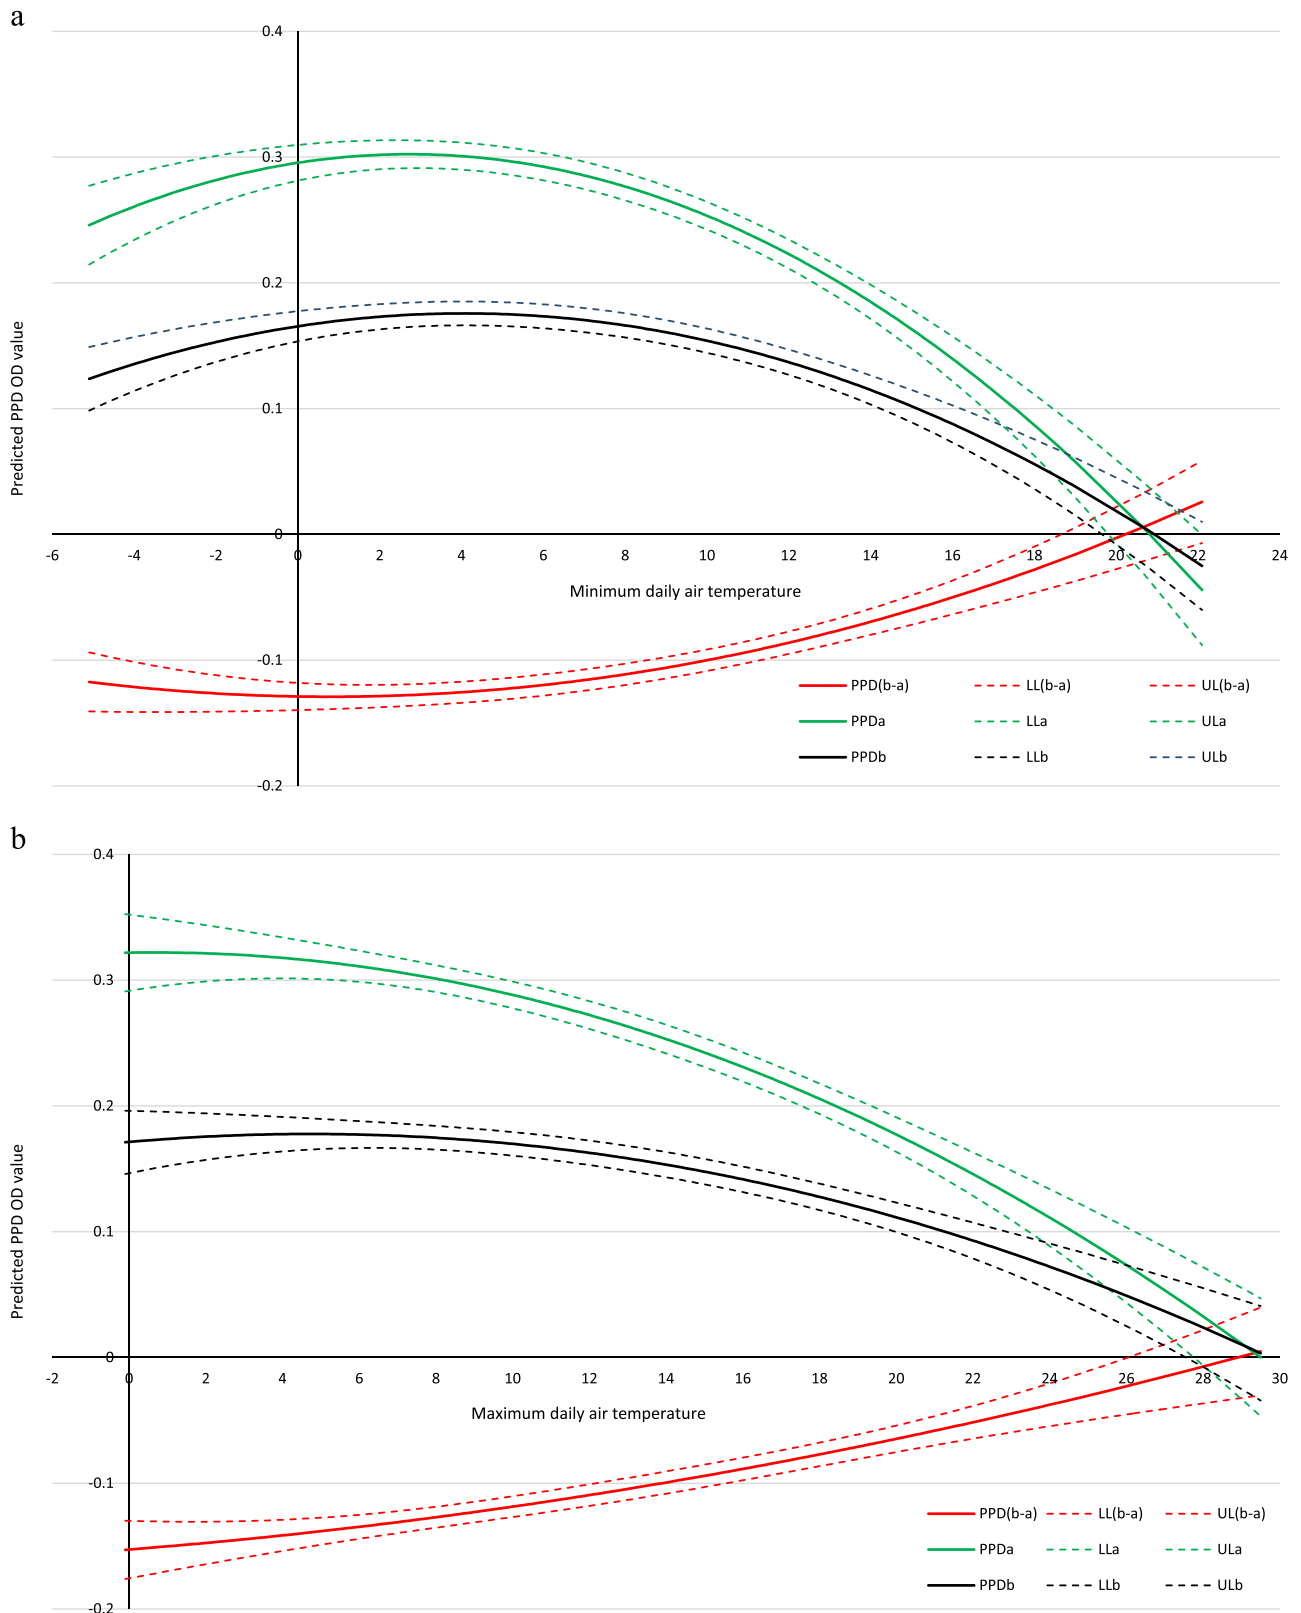 a
0.4
0.3
0.2
0.1
0
-6 -4 -2 0 2 4 6 8 10 12 14 16 18 20 22 24
Minimum daily air temperature
Predicted PPD OD value
-0.1
PPD(b-a) LL(b-a) UL(b-a)
PPDa LLa ULa
PPDb LLb ULb
-0.2
b
0.4
0.3
0.2
0.1
0
-2 0 2 4 6 8 10 12 14 16 18 20 22 24 26 28 30
Maximum daily air temperature
Predicted PPD OD value
-0.1
PPD(b-a) LL(b-a) UL(b-a)
PPDa LLa ULa
PPDb LLb ULb
-0.2